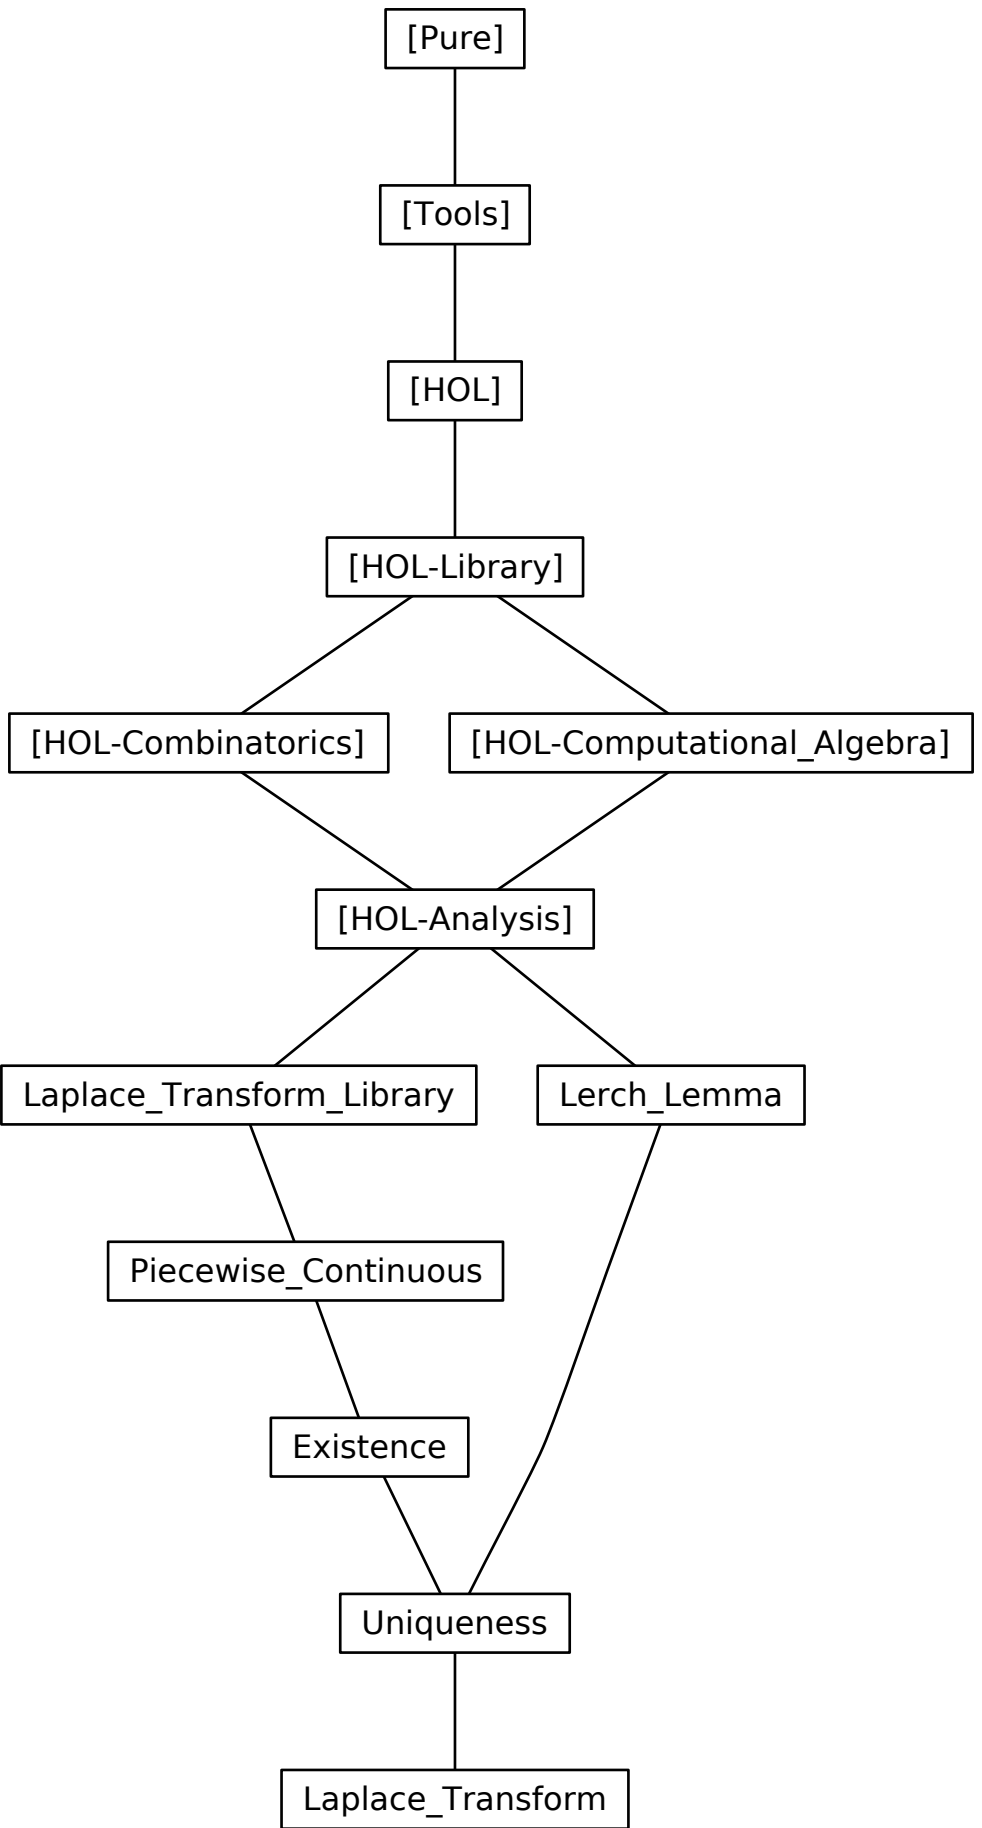 [Pure]
[Tools]
[HOL]
[HOL-Library]
[HOL-Combinatorics]
[HOL-Computational_Algebra]
[HOL-Analysis]
Laplace_Transform_Library
Lerch_Lemma
Piecewise_Continuous
Existence
Uniqueness
Laplace_Transform